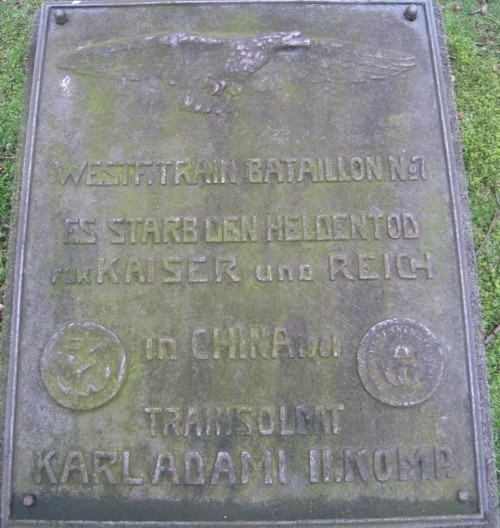 WESTF. TRAIN BATAILLON No 7
ES STARB DEN HELDENTOD
FÜR KAISER und REICH
in CHINA 1901
TRAINSOLDAT
KARL ADAMI II. KOMP.